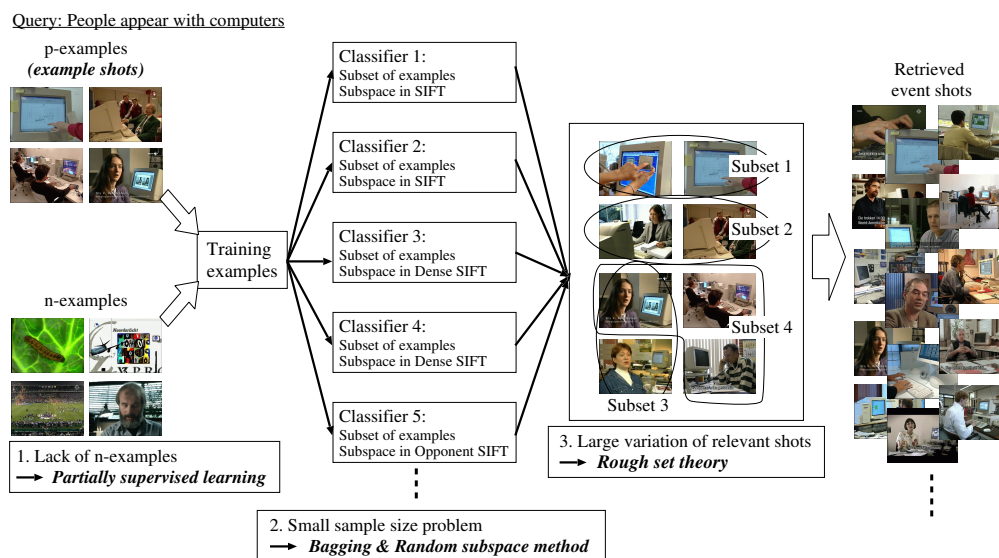 Query: People appear with computers
p-examples
(example shots)
n-examples
1. Lack of n-examples
Partially supervised learning
Training
examples
Classifier 1:
Subset of examples
Subspace in SIFT
Classifier 2:
Subset of examples
Subspace in SIFT
Classifier 3:
Subset of examples
Subspace in Dense SIFT
Classifier 4:
Subset of examples
Subspace in Dense SIFT
Classifier 5:
Subset of examples
Subspace in Opponent SIFT
2. Small sample size problem
Bagging & Random subspace method
Subset 1
Subset 2
Subset 4
Subset 3
3. Large variation of relevant shots
Rough set theory
Retrieved
event shots